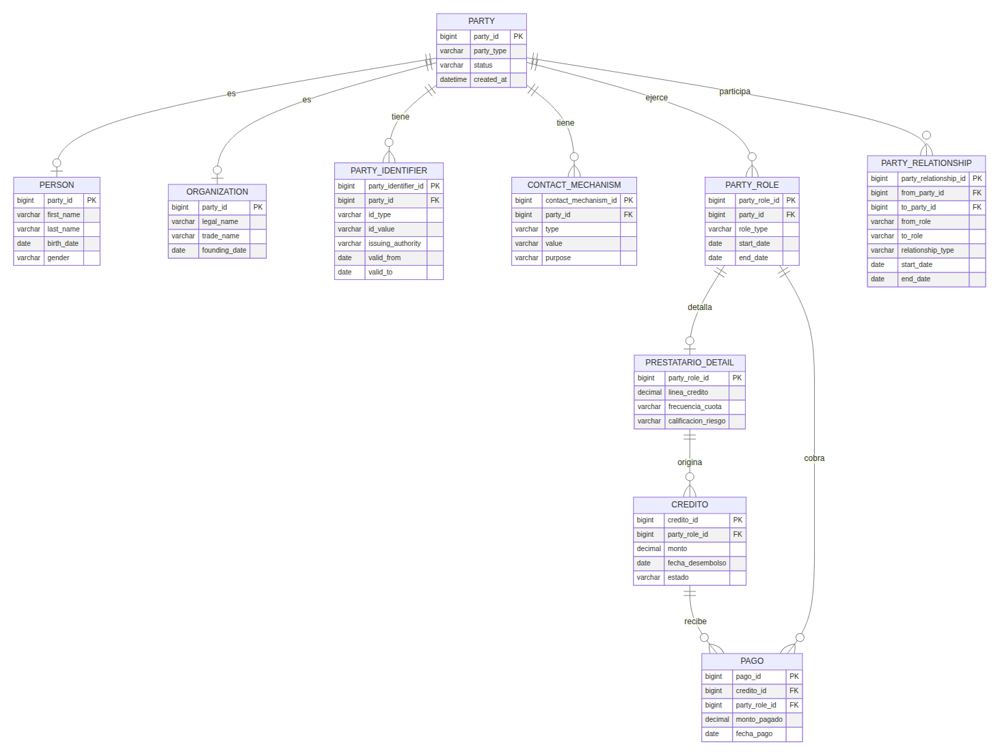 PARTY
bigint party_id PK
varchar party_type
varchar status
datetime created_at
es
es
tiene
tiene
ejerce
participa
PERSON
bigint party_id PK
varchar first_name
varchar last_name
date birth_date
varchar gender
ORGANIZATION
bigint party_id PK
varchar legal_name
varchar trade_name
date founding_date
PARTY_IDENTIFIER
bigint party_identifier_id PK
bigint party_id FK
varchar id_type
varchar id_value
varchar issuing_authority
date valid_from
date valid_to
CONTACT_MECHANISM
bigint contact_mechanism_id PK
bigint party_id FK
varchar type
varchar value
varchar purpose
PARTY_ROLE
bigint party_role_id PK
bigint party_id FK
varchar role_type
date start_date
date end_date
PARTY_RELATIONSHIP
bigint party_relationship_id PK
bigint from_party_id FK
bigint to_party_id FK
varchar from_role
varchar to_role
varchar relationship_type
date start_date
date end_date
detalla
PRESTATARIO_DETAIL
bigint party_role_id PK
decimal linea_credito
varchar frecuencia_cuota
varchar calificacion_riesgo
origina
cobra
CREDITO
bigint credito_id PK
bigint party_role_id FK
decimal monto
date fecha_desembolso
varchar estado
recibe
PAGO
bigint pago_id PK
bigint credito_id FK
bigint party_role_id FK
decimal monto_pagado
date fecha_pago